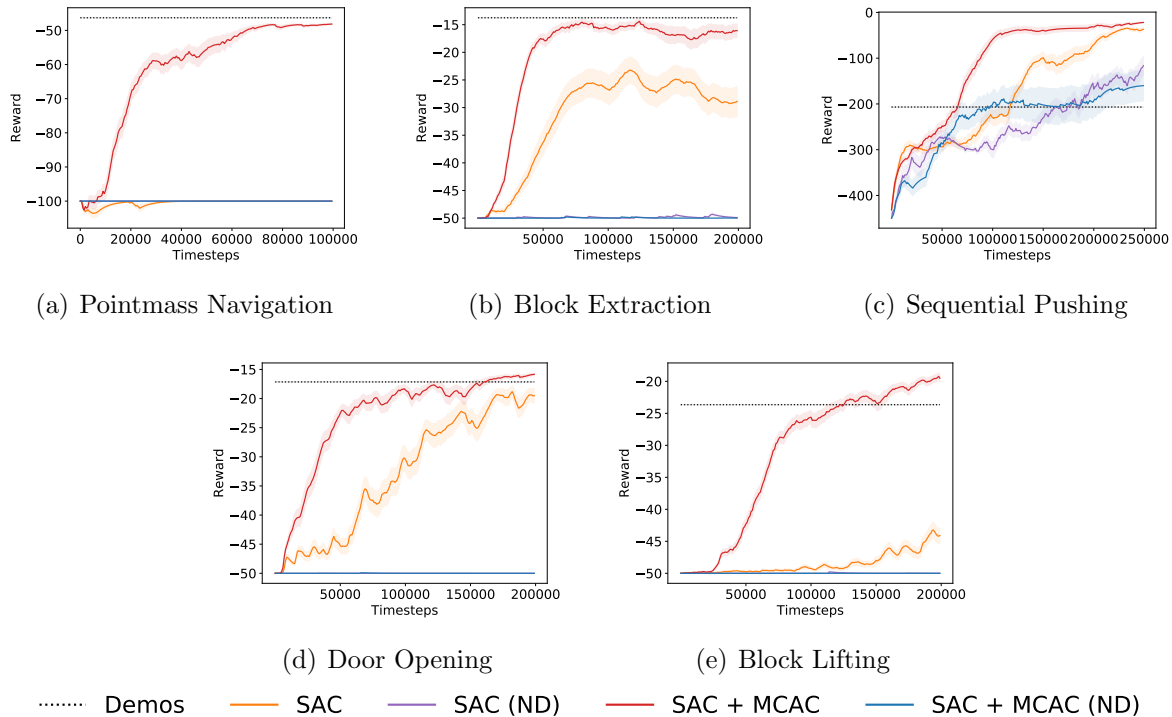 −50
−60
−70
−80
−90
−100
Reward
0 20000 40000 60000 80000 100000
Timesteps
(a) Pointmass Navigation
−15
−20
−25
−30
−35
−40
−45
−50
Reward
50000 100000 150000 200000
Timesteps
(b) Block Extraction
0
−100
−200
−300
−400
Reward
50000 100000 150000 200000 250000
Timesteps
(c) Sequential Pushing
−15
−20
−25
−30
−35
−40
−45
−50
Reward
50000 100000 150000 200000
Timesteps
(d) Door Opening
−20
−25
−30
−35
−40
−45
−50
Reward
50000 100000 150000 200000
Timesteps
(e) Block Lifting
Demos SAC SAC (ND) SAC + MCAC SAC + MCAC (ND)